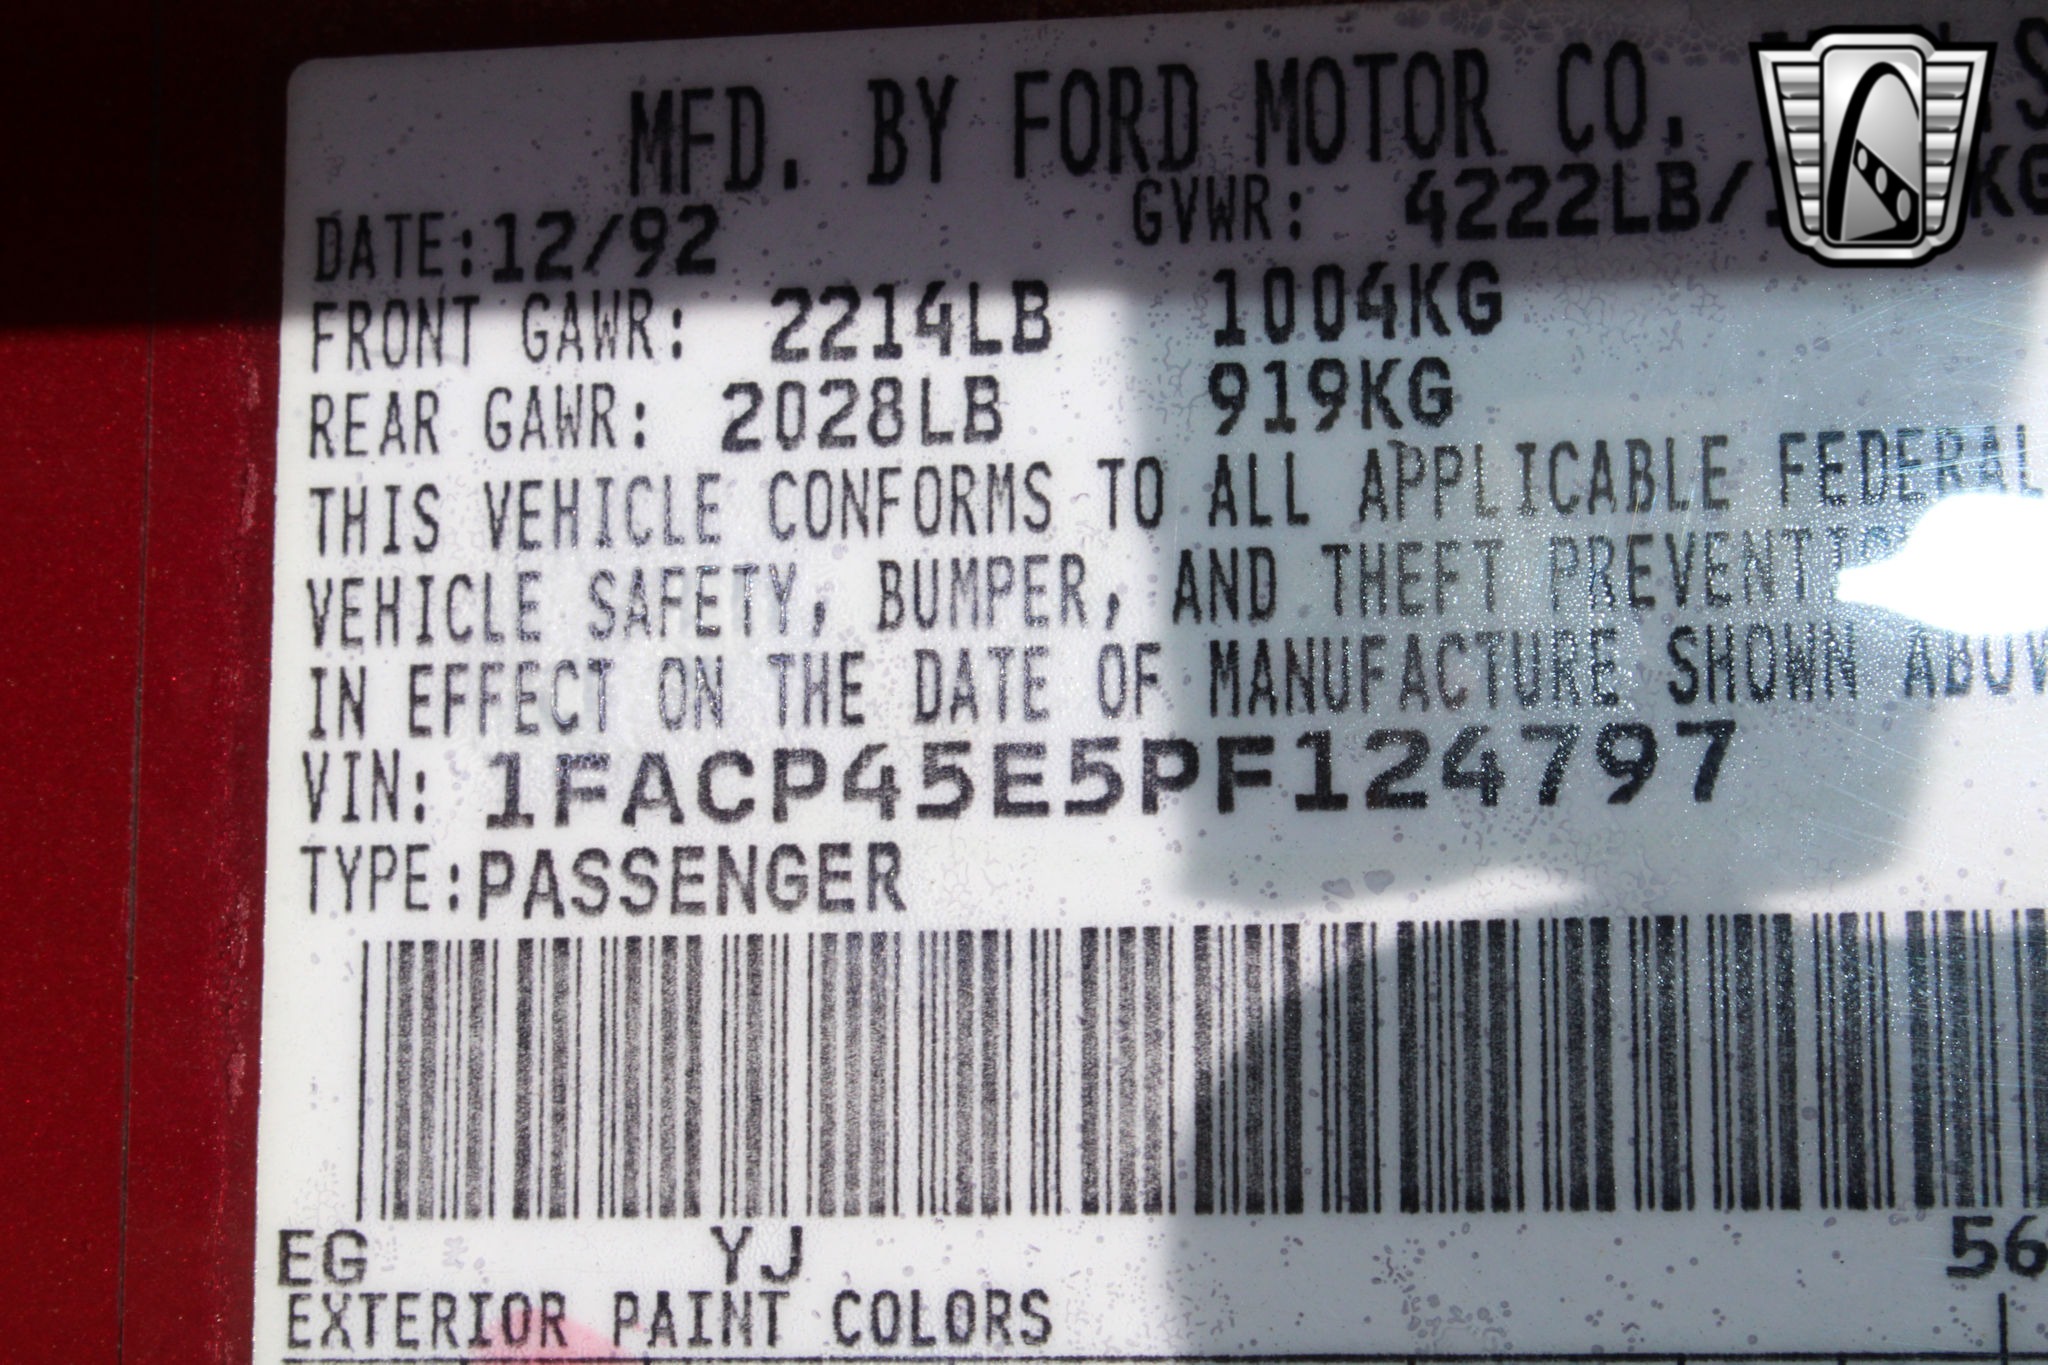 MFD. BY FORD MOTOR CO.
DATE:12/92 GVWR: 4222LB/ KG
FRONT GAWR: 2214LB 1004KG
REAR GAWR: 2028LB 919KG
THIS VEHICLE CONFORMS TO ALL APPLICABLE FEDERAL
VEHICLE SAFETY, BUMPER, AND THEFT
IN EFFECT ON THE DATE OF MANUFACTURE SHOWN
VIN: 1FACP45E5PF124797
TYPE:PASSENGER
EG YJ 56
EXTERIOR PAINT COLORS